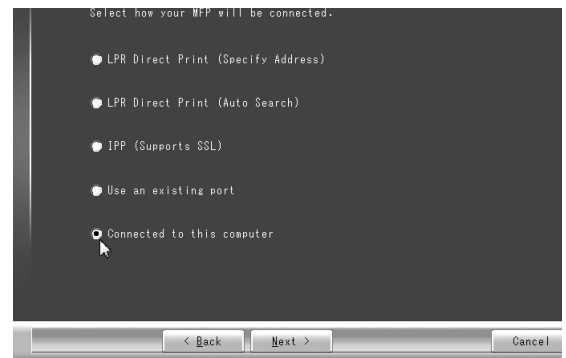 Select how your MFP will be connected.
LPR Direct Print (Specify Address)
LPR Direct Print (Auto Search)
IPP (Supports SSL)
Use an existing port
Connected to this computer
< Back
Next >
Cancel